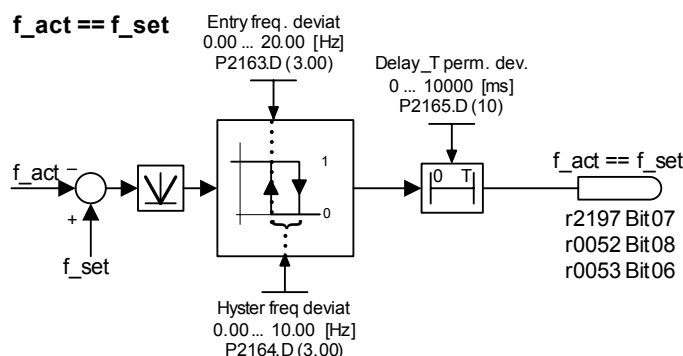 f_act == f_set
Entry freq. deviat
0.00 ... 20.00 [Hz]
P2163.D (3.00)
Delay_T perm. dev.
0 ... 10000 [ms]
P2165.D (10)
f_act
−
+
f_set
1
0
0 T
f_act == f_set
r2197 Bit07
r0052 Bit08
r0053 Bit06
Hyster freq deviat
0.00 ... 10.00 [Hz]
P2164.D (3.00)